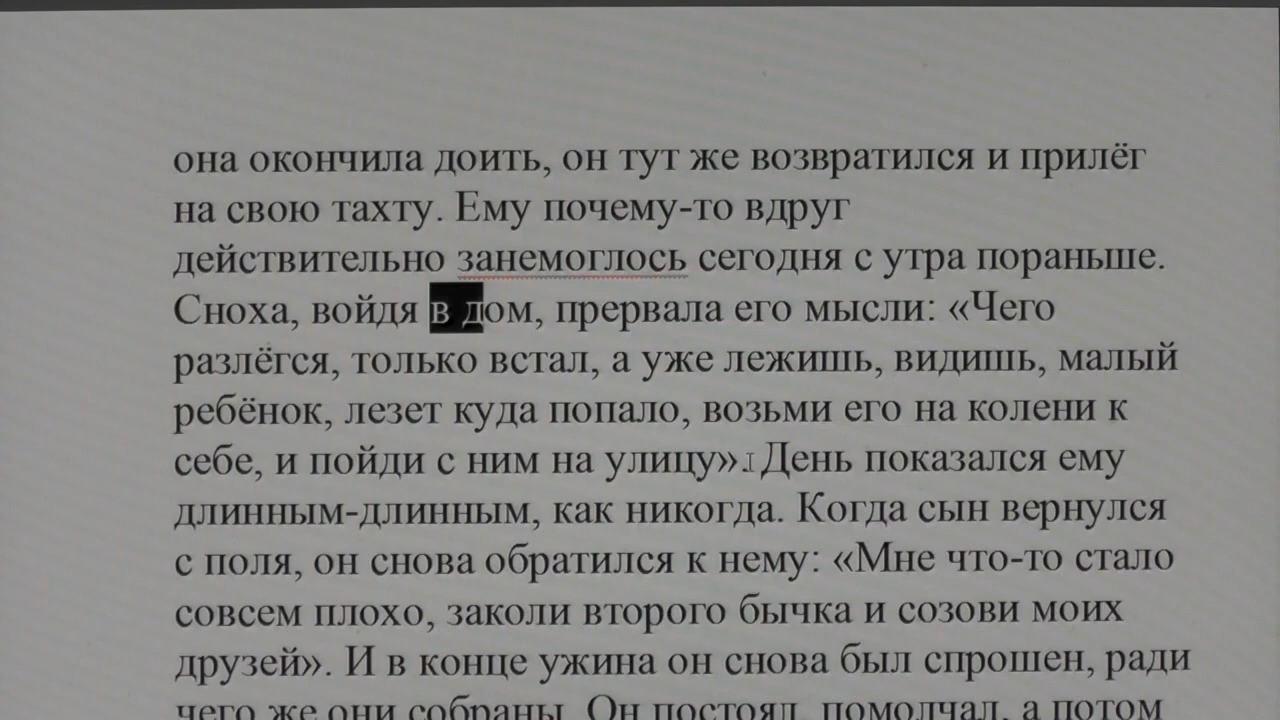 она окончила доить, он тут же возвратился и прилёг
на свою тахту. Ему почему-то вдруг
действительно занемоглось сегодня с утра пораньше.
Сноха, войдя в дом, прервала его мысли: «Чего
разлёгся, только встал, а уже лежишь, видишь, малый
ребёнок, лезет куда попало, возьми его на колени к
себе, и пойди с ним на улицу». День показался ему
длинным-длинным, как никогда. Когда сын вернулся
с поля, он снова обратился к нему: «Мне что-то стало
совсем плохо, заколи второго бычка и созови моих
друзей». И в конце ужина он снова был спрошен, ради
чего же они собраны. Он постоял, помолчал, а потом